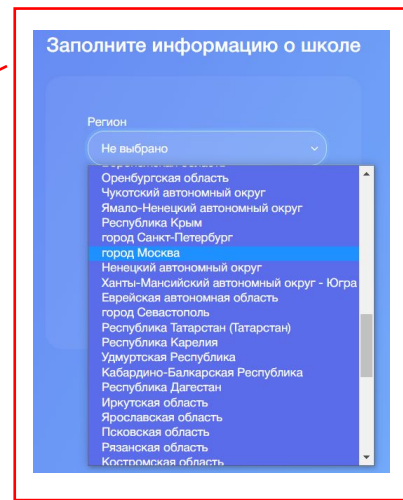 Заполните информацию о школе
Регион
Не выбрано
Оренбургская область
Чукотский автономный округ
Ямало-Ненецкий автономный округ
Республика Крым
город Санкт-Петербург
город Москва
Ненецкий автономный округ
Ханты-Мансийский автономный округ - Югра
Еврейская автономная область
город Севастополь
Республика Татарстан (Татарстан)
Республика Карелия
Удмуртская Республика
Кабардино-Балкарская Республика
Республика Дагестан
Иркутская область
Ярославская область
Псковская область
Рязанская область
Костромская область